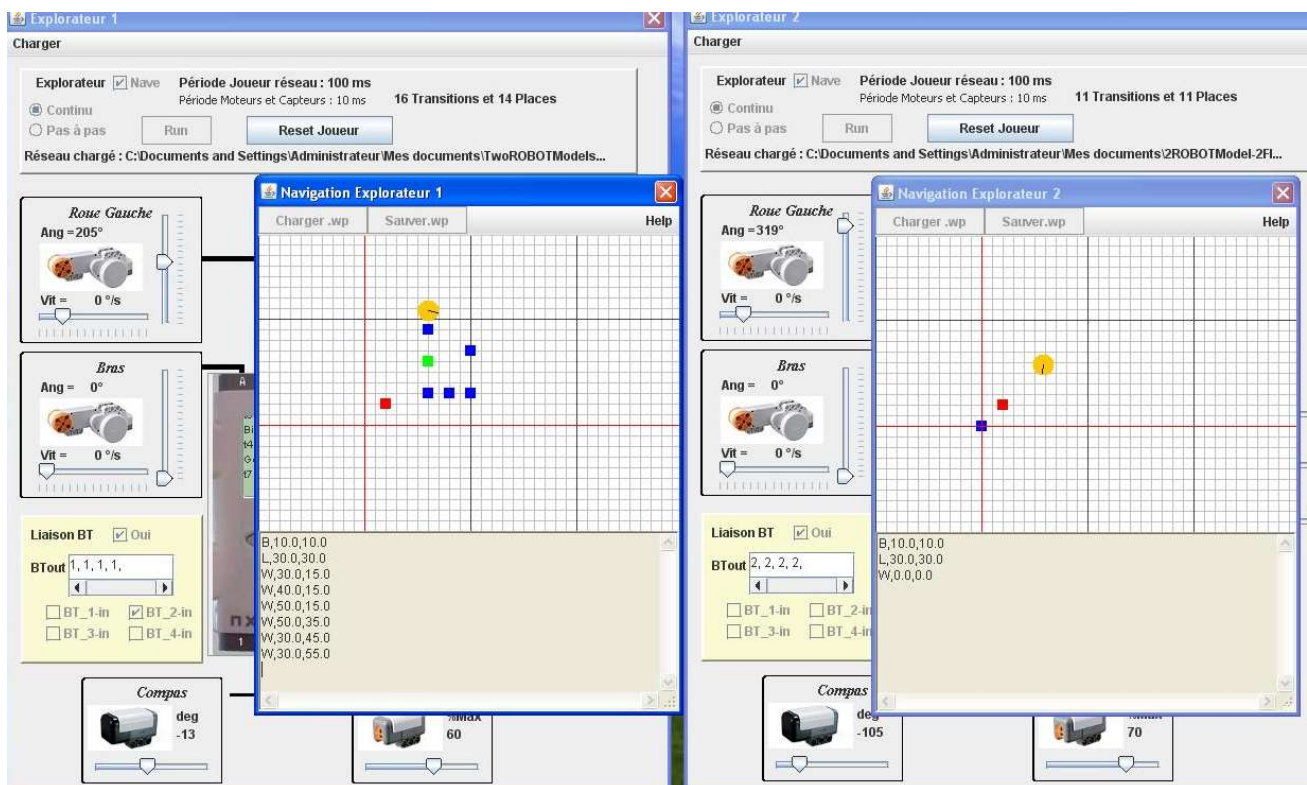 Explorateur 1
Charger
Explorateur Nave Période Joueur réseau : 100 ms
Période Moteurs et Capteurs : 10 ms 16 Transitions et 14 Places
Continu
Pas à pas Run Reset Joueur
Réseau chargé : C:\Documents and Settings\Administrateur\Mes documents\TwoROBOTModels...
Roue Gauche
Ang =205°
Vit = 0 °/s
Bras
Ang = 0°
Vit = 0 °/s
A
Bi
t4
G
t7
nx
1
Liaison BT Oui
BTout 1, 1, 1, 1,
BT_1-in BT_2-in
BT_3-in BT_4-in
Compas
deg
-13
%Max
60
Navigation Explorateur 1
Charger .wp Sauver.wp Help
B,10.0,10.0
L,30.0,30.0
W,30.0,15.0
W,40.0,15.0
W,50.0,15.0
W,50.0,35.0
W,30.0,45.0
W,30.0,55.0
Explorateur 2
Charger
Explorateur Nave Période Joueur réseau : 100 ms
Période Moteurs et Capteurs : 10 ms 11 Transitions et 11 Places
Continu
Pas à pas Run Reset Joueur
Réseau chargé : C:\Documents and Settings\Administrateur\Mes documents\2ROBOTModel-2Fl...
Roue Gauche
Ang =319°
Vit = 0 °/s
Bras
Ang = 0°
Vit = 0 °/s
Liaison BT Oui
BTout 2, 2, 2, 2,
BT_1-in BT_2-in
BT_3-in BT_4-in
Compas
deg
-105
%Max
70
Navigation Explorateur 2
Charger .wp Sauver.wp Help
B,10.0,10.0
L,30.0,30.0
W,0.0,0.0